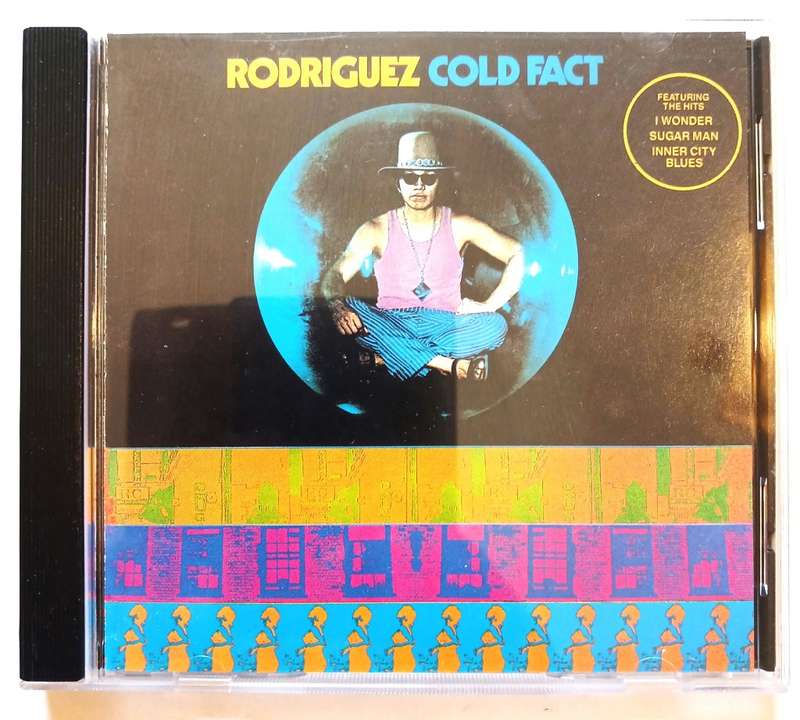 RODRIGUEZ COLD FACT
FEATURING
THE HITS
I WONDER
SUGAR MAN
INNER CITY
BLUES